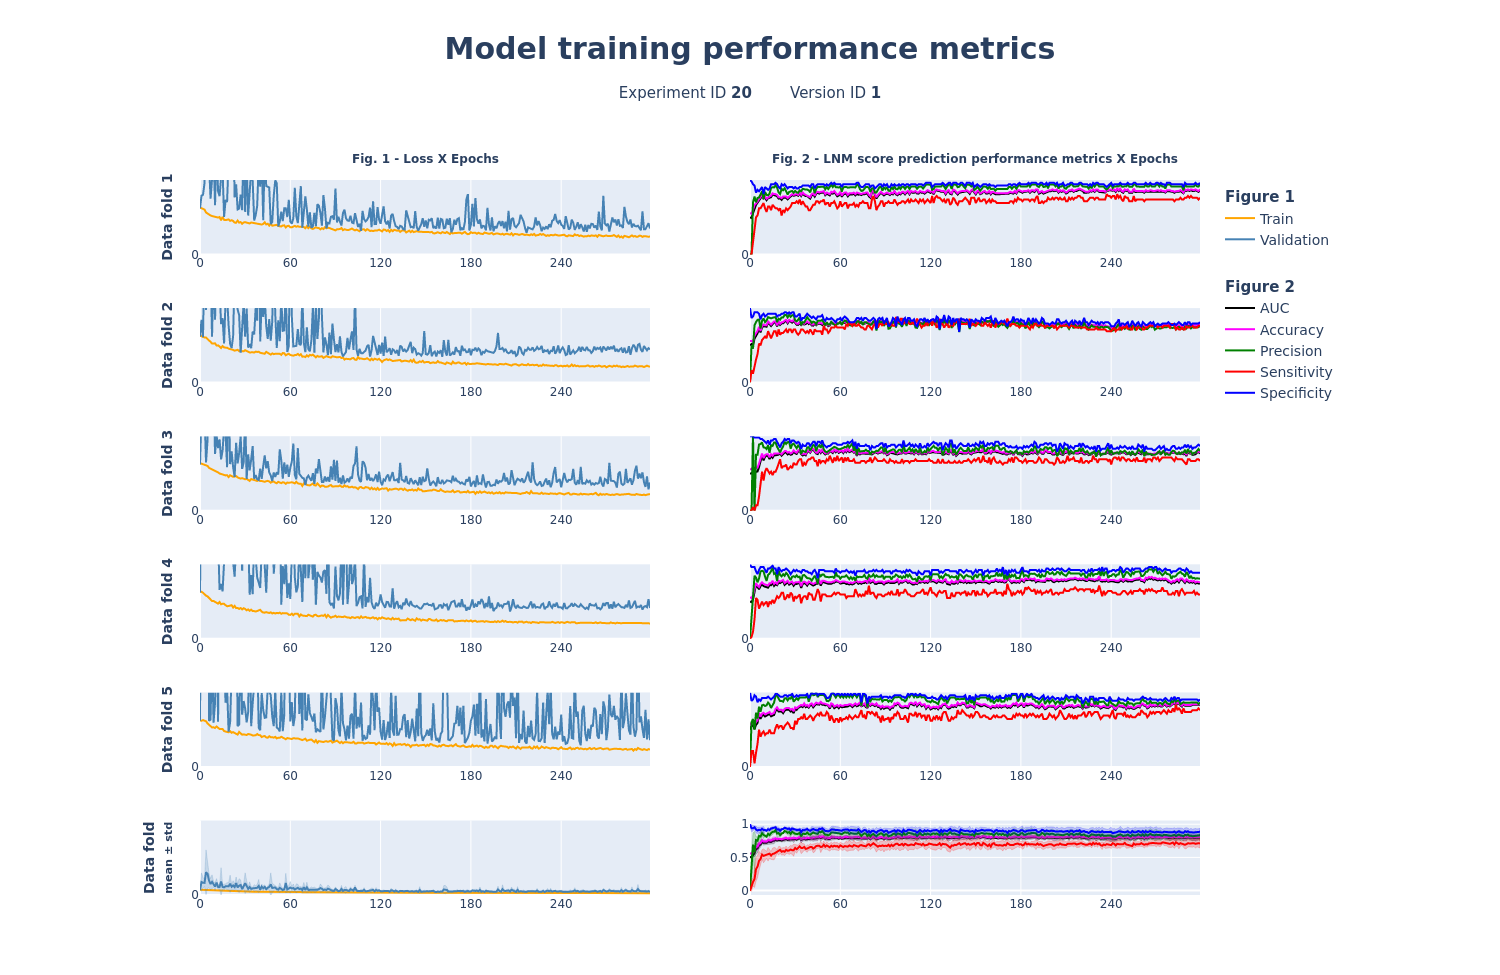 Model training performance metrics
Experiment ID 20 Version ID 1
Fig. 1 - Loss X Epochs
Fig. 2 - LNM score prediction performance metrics X Epochs
Data fold 1
0
0 60 120 180 240
0
0 60 120 180 240
Data fold 2
0
0 60 120 180 240
0
0 60 120 180 240
Data fold 3
0
0 60 120 180 240
0
0 60 120 180 240
Data fold 4
0
0 60 120 180 240
0
0 60 120 180 240
Data fold 5
0
0 60 120 180 240
0
0 60 120 180 240
Data fold
mean ± std
0
0 60 120 180 240
1
0.5
0
0 60 120 180 240
Figure 1
Train
Validation
Figure 2
AUC
Accuracy
Precision
Sensitivity
Specificity